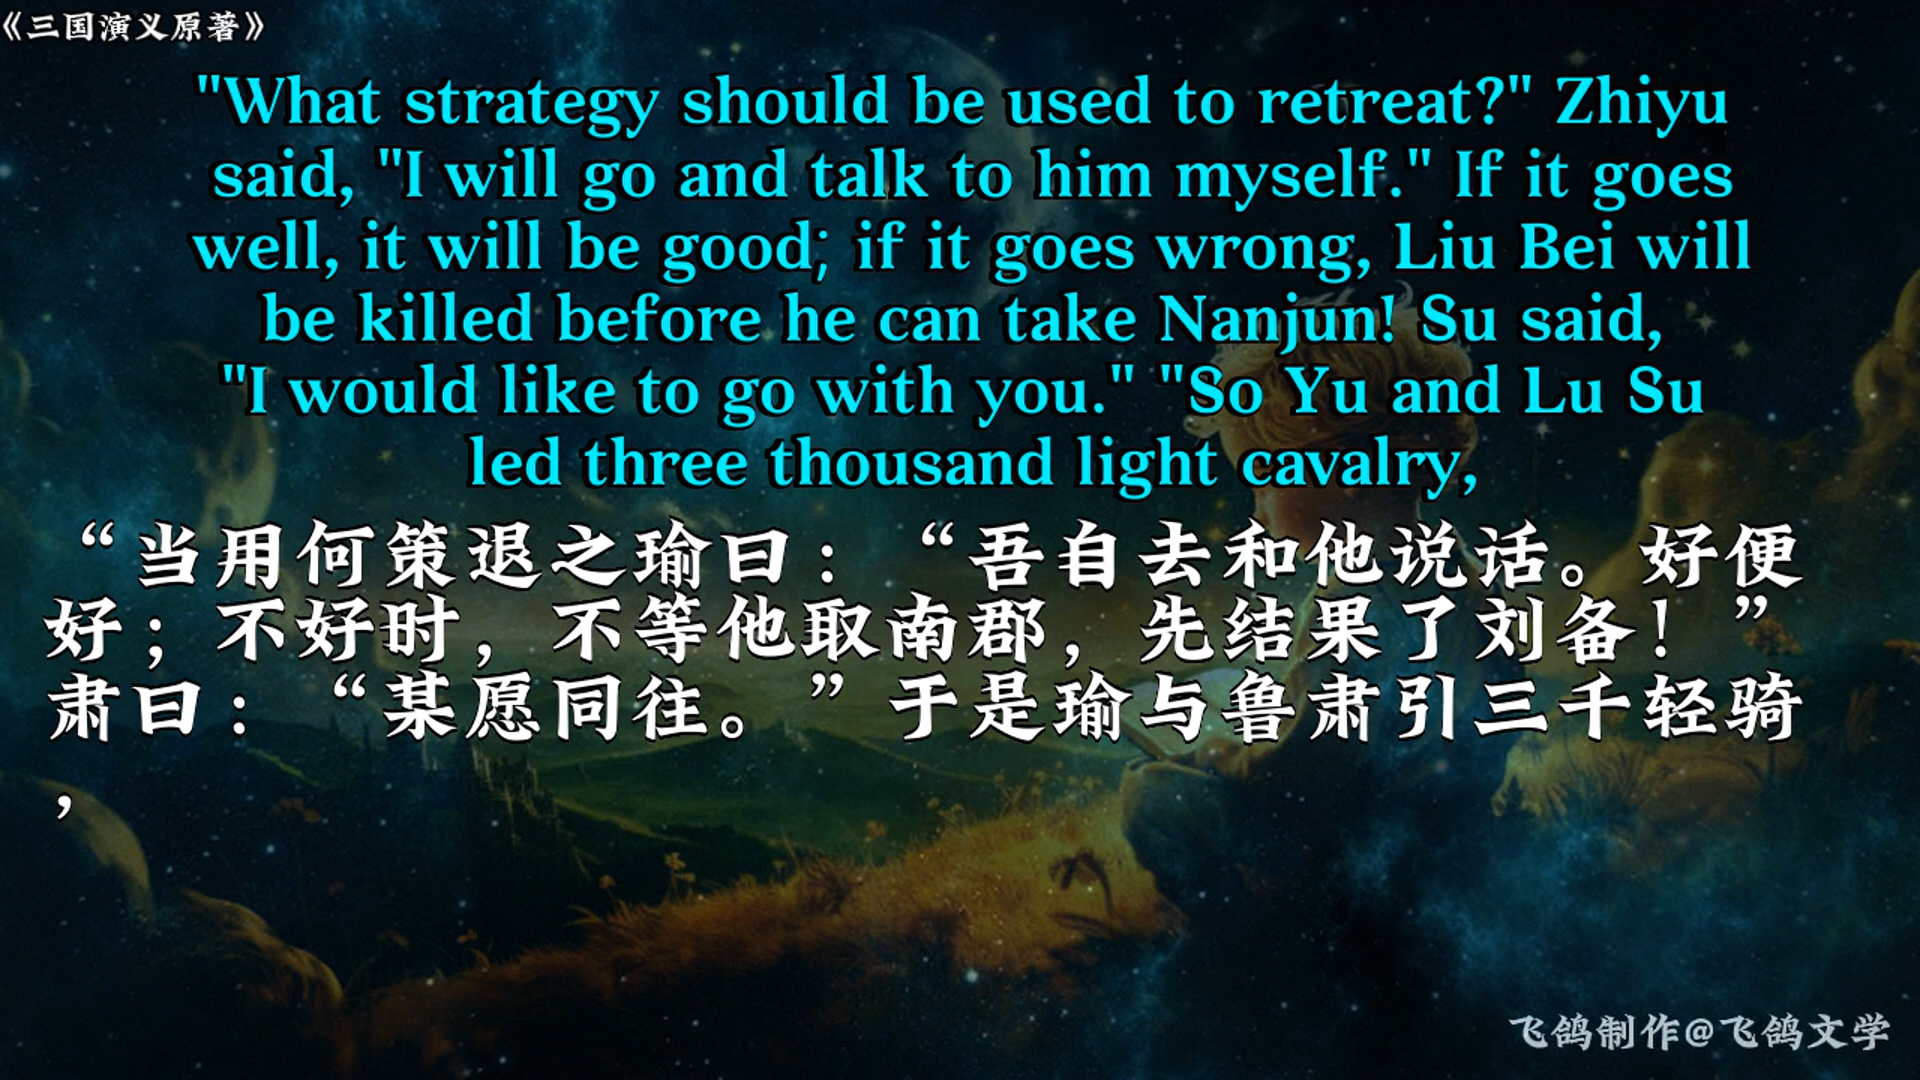 《三国演义原著》
"What strategy should be used to retreat?" Zhiyu
said, "I will go and talk to him myself." If it goes
well, it will be good; if it goes wrong, Liu Bei will
be killed before he can take Nanjun! Su said,
"I would like to go with you." "So Yu and Lu Su
led three thousand light cavalry,
“当用何策退之瑜曰：“吾自去和他说话。好便
好；不好时，不等他取南郡，先结果了刘备！”
肃曰：“某愿同往。”于是瑜与鲁肃引三千轻骑
，
飞鸽制作@飞鸽文学